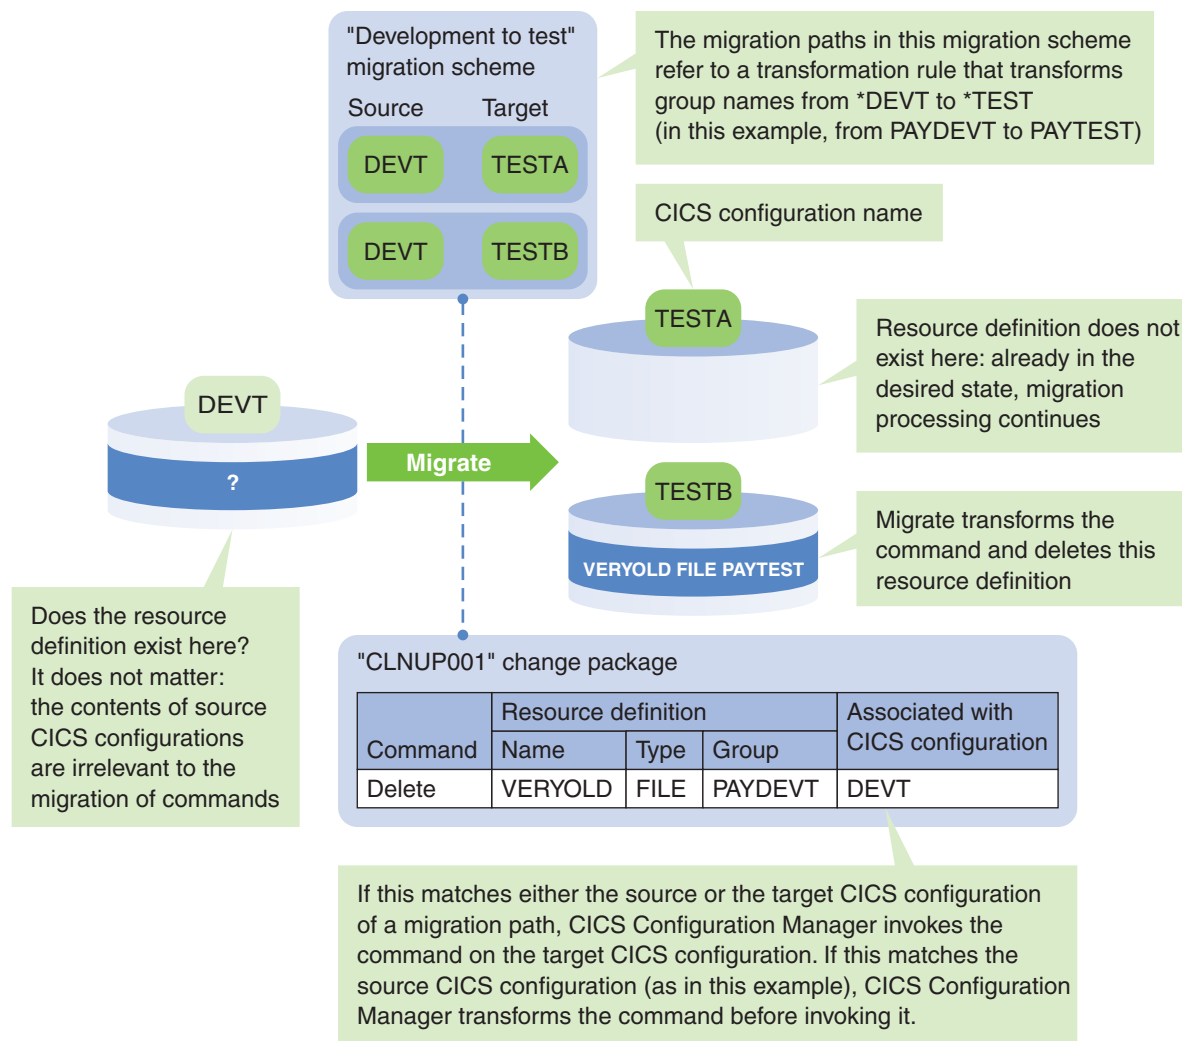 "Development to test"
migration scheme
Source Target
DEVT TESTA
DEVT TESTB
The migration paths in this migration scheme
refer to a transformation rule that transforms
group names from *DEVT to *TEST
(in this example, from PAYDEVT to PAYTEST)
CICS configuration name
TESTA
Resource definition does not
exist here: already in the
desired state, migration
processing continues
DEVT
?
Migrate
TESTB
VERYOLD FILE PAYTEST
Migrate transforms the
command and deletes this
resource definition
Does the resource
definition exist here?
It does not matter:
the contents of source
CICS configurations
are irrelevant to the
migration of commands
"CLNUP001" change package
Resource definition Associated with
Command Name Type Group CICS configuration
Delete VERYOLD FILE PAYDEVT DEVT
If this matches either the source or the target CICS configuration
of a migration path, CICS Configuration Manager invokes the
command on the target CICS configuration. If this matches the
source CICS configuration (as in this example), CICS Configuration
Manager transforms the command before invoking it.